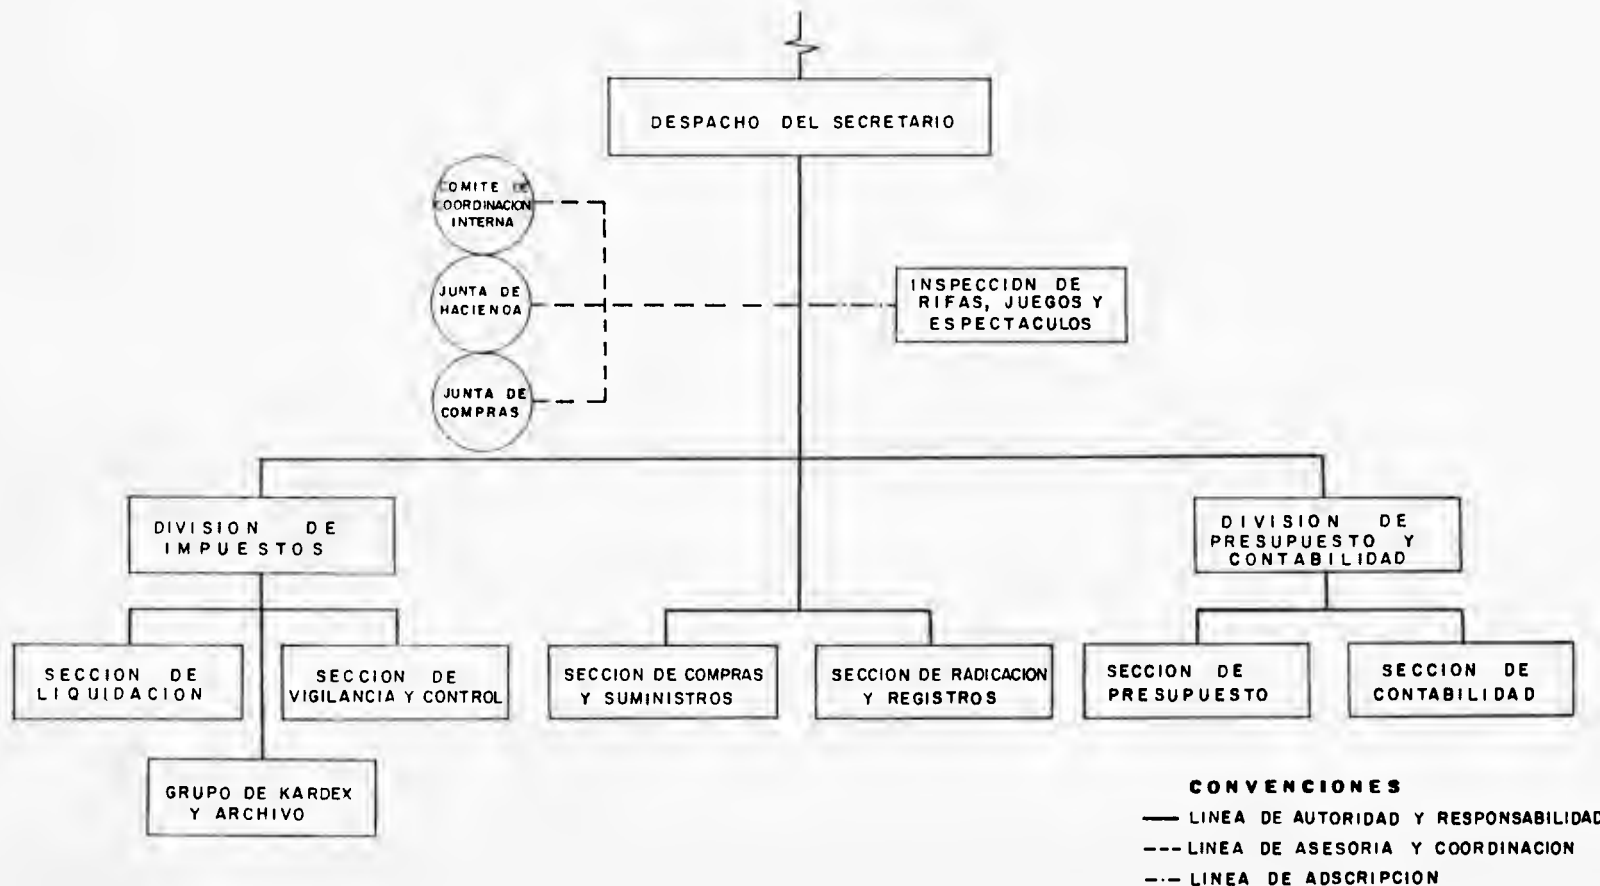 DESPACHO DEL SECRETARIO
COMITE DE
COORDINACION
INTERNA
JUNTA DE
HACIENDA
JUNTA DE
COMPRAS
INSPECCION DE
RIFAS, JUEGOS Y
ESPECTACULOS
DIVISION DE
IMPUESTOS
DIVISION DE
PRESUPUESTO Y
CONTABILIDAD
SECCION DE
LIQUIDACION
SECCION DE
VIGILANCIA Y CONTROL
SECCION DE COMPRAS
Y SUMINISTROS
SECCION DE RADICACION
Y REGISTROS
SECCION DE
PRESUPUESTO
SECCION DE
CONTABILIDAD
GRUPO DE KARDEX
Y ARCHIVO
CONVENCIONES
LINEA DE AUTORIDAD Y RESPONSABILIDAD
LINEA DE ASESORIA Y COORDINACION
LINEA DE ADSCRIPCION